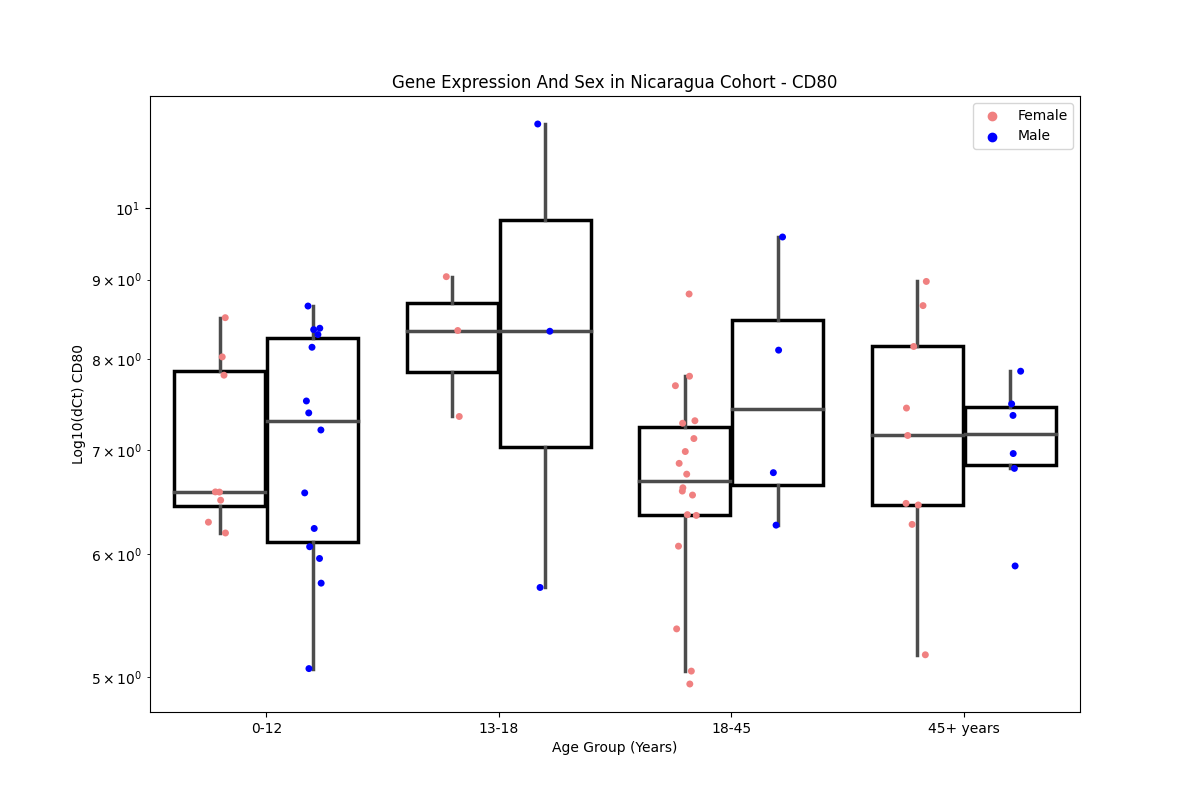 Gene Expression And Sex in Nicaragua Cohort - CD80
Female
Male
10¹
9 × 10⁰
8 × 10⁰
7 × 10⁰
6 × 10⁰
5 × 10⁰
Log10(dCt) CD80
0-12
13-18
18-45
45+ years
Age Group (Years)